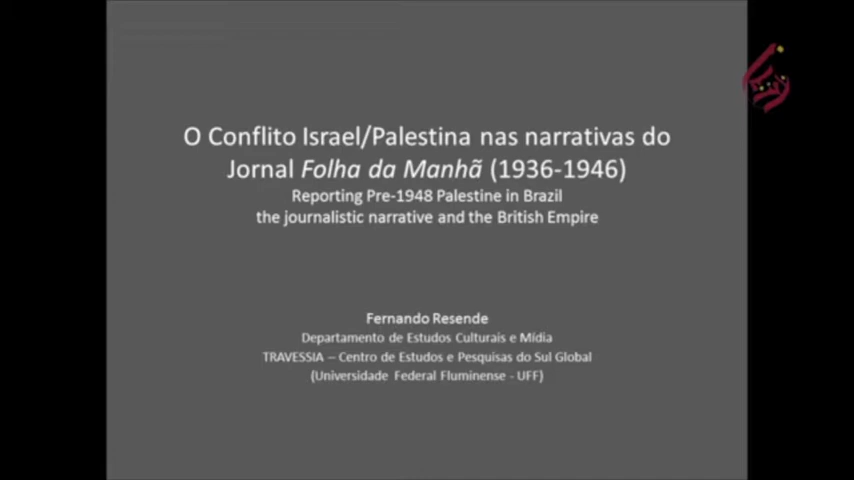 O Conflito Israel/Palestina nas narrativas do
Jornal Folha da Manhã (1936-1946)
Reporting Pre-1948 Palestine in Brazil
the journalistic narrative and the British Empire
Fernando Resende
Departamento de Estudos Culturais e Mídia
TRAVESSIA – Centro de Estudos e Pesquisas do Sul Global
(Universidade Federal Fluminense - UFF)